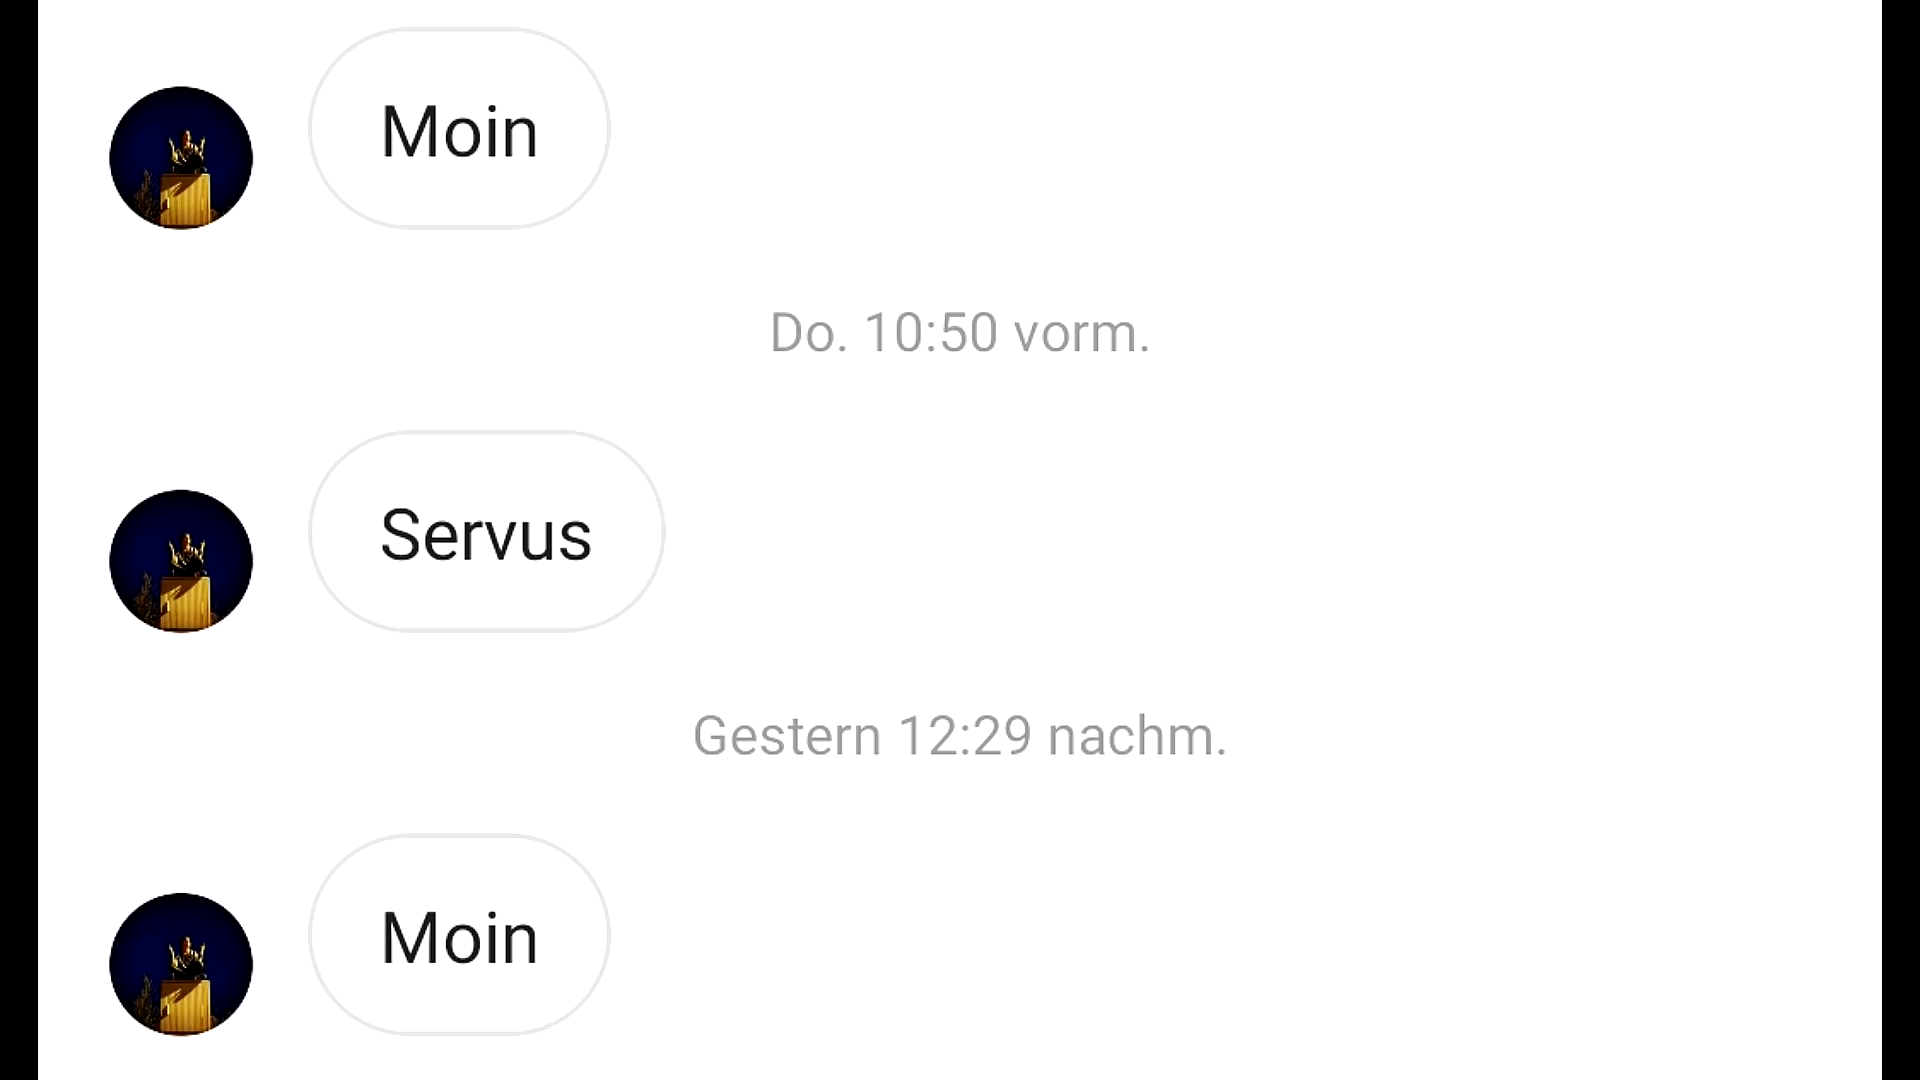 Moin
Do. 10:50 vorm.
Servus
Gestern 12:29 nachm.
Moin